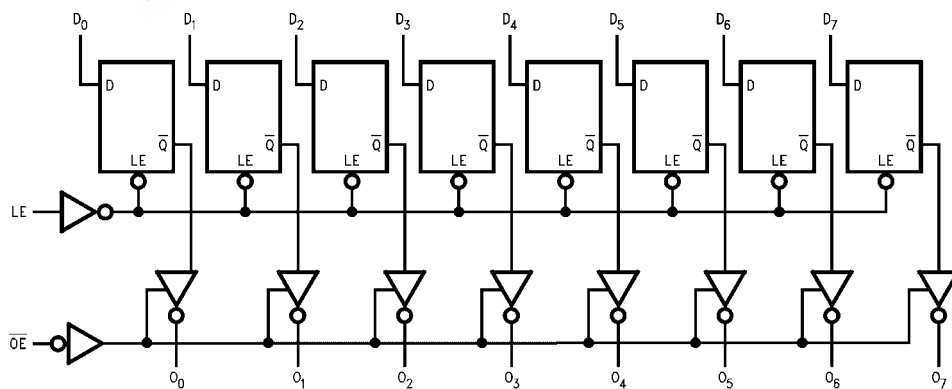 D0 D1 D2 D3 D4 D5 D6 D7
D D D D D D D D
Q̅ Q̅ Q̅ Q̅ Q̅ Q̅ Q̅ Q̅
LE LE LE LE LE LE LE LE
LE
O̅E̅
O0 O1 O2 O3 O4 O5 O6 O7